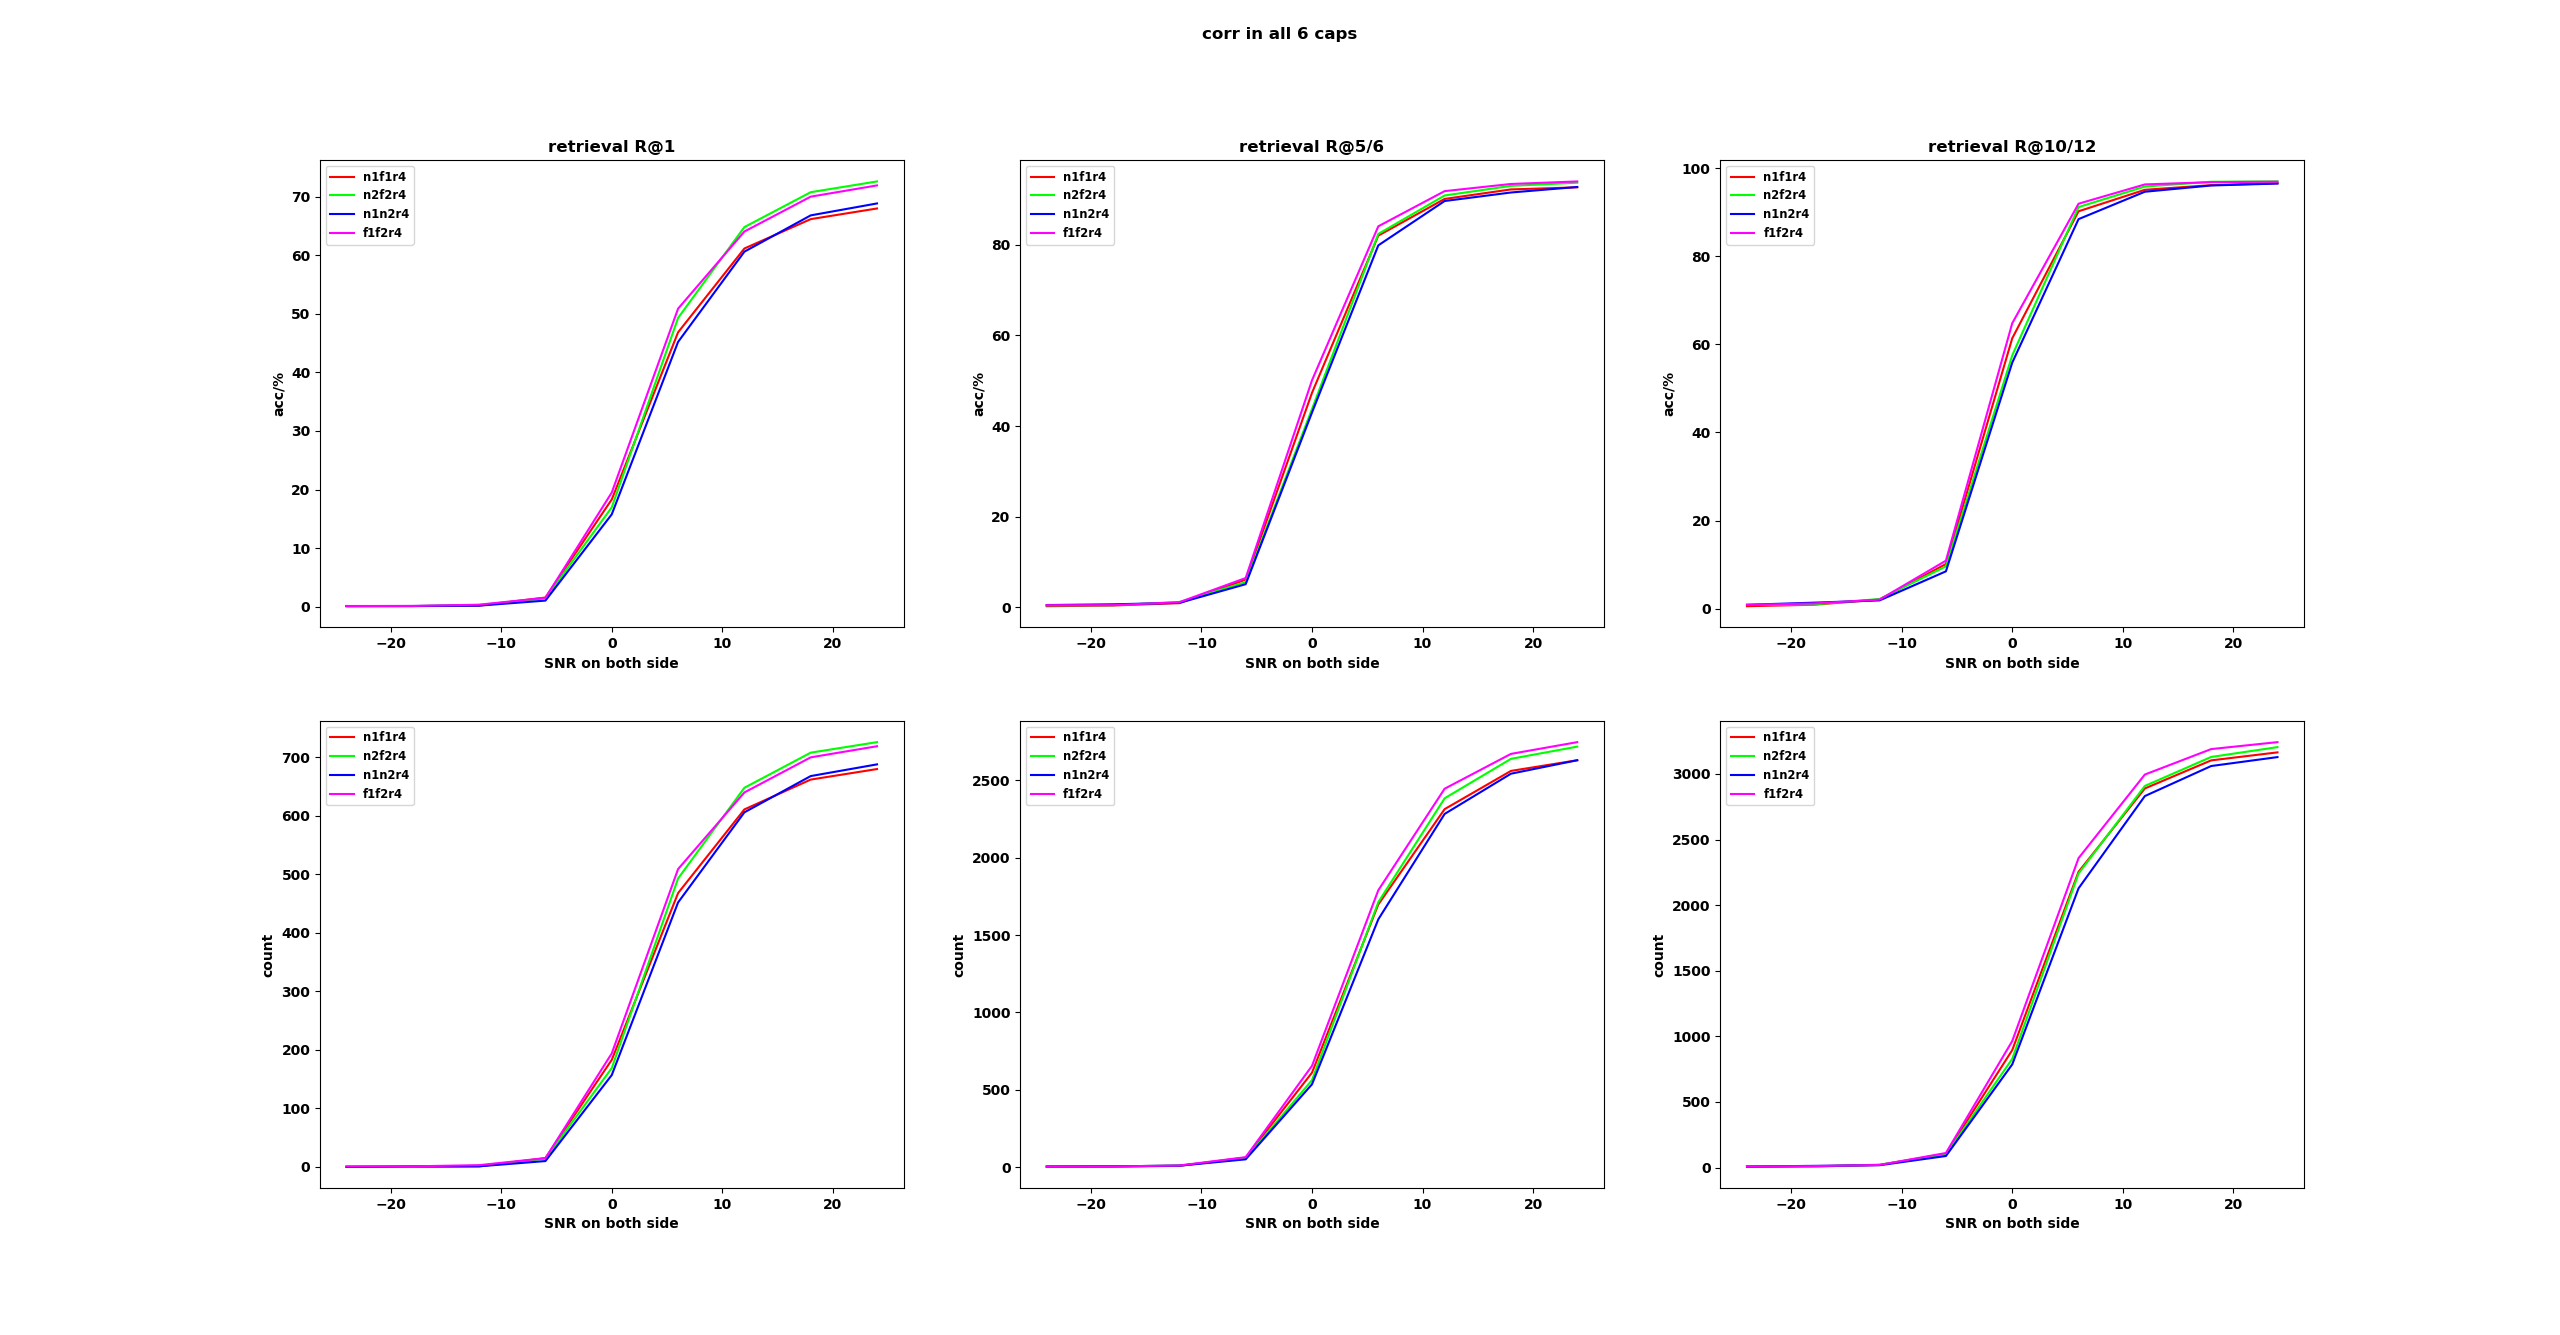 corr in all 6 caps
retrieval R@1
n1f1r4
n2f2r4
n1n2r4
f1f2r4
acc/%
70
60
50
40
30
20
10
0
−20 −10 0 10 20
SNR on both side
retrieval R@5/6
n1f1r4
n2f2r4
n1n2r4
f1f2r4
acc/%
80
60
40
20
0
−20 −10 0 10 20
SNR on both side
retrieval R@10/12
n1f1r4
n2f2r4
n1n2r4
f1f2r4
acc/%
100
80
60
40
20
0
−20 −10 0 10 20
SNR on both side
n1f1r4
n2f2r4
n1n2r4
f1f2r4
count
700
600
500
400
300
200
100
0
−20 −10 0 10 20
SNR on both side
n1f1r4
n2f2r4
n1n2r4
f1f2r4
count
2500
2000
1500
1000
500
0
−20 −10 0 10 20
SNR on both side
n1f1r4
n2f2r4
n1n2r4
f1f2r4
count
3000
2500
2000
1500
1000
500
0
−20 −10 0 10 20
SNR on both side